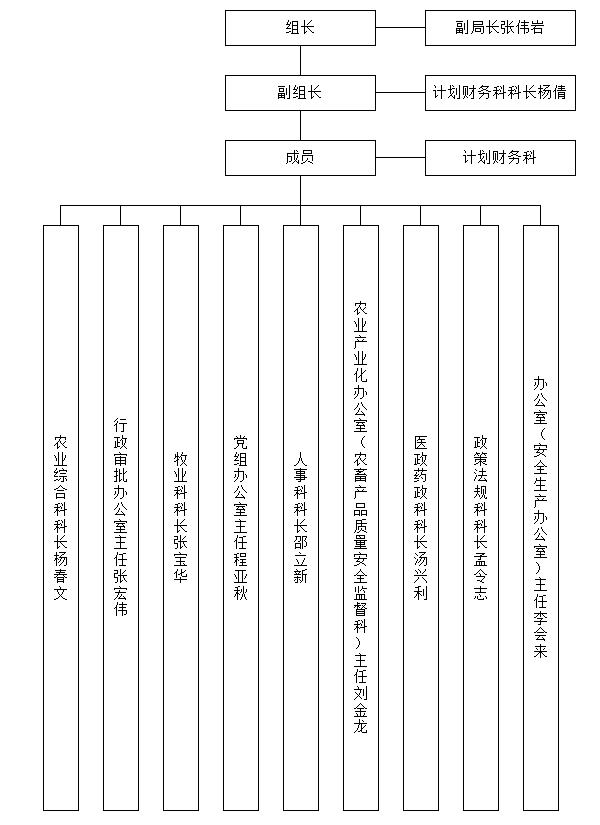 组长
副局长张伟岩
副组长
计划财务科科长杨倩
成员
计划财务科
农业综合科科长杨春文
行政审批办公室主任张宏伟
牧业科科长张宝华
党组办公室主任程亚秋
人事科科长邵立新
农业产业化办公室（农畜产品质量安全监督科）主任刘金龙
医政药政科科长汤兴利
政策法规科科长孟令志
办公室（安全生产办公室）主任李会来